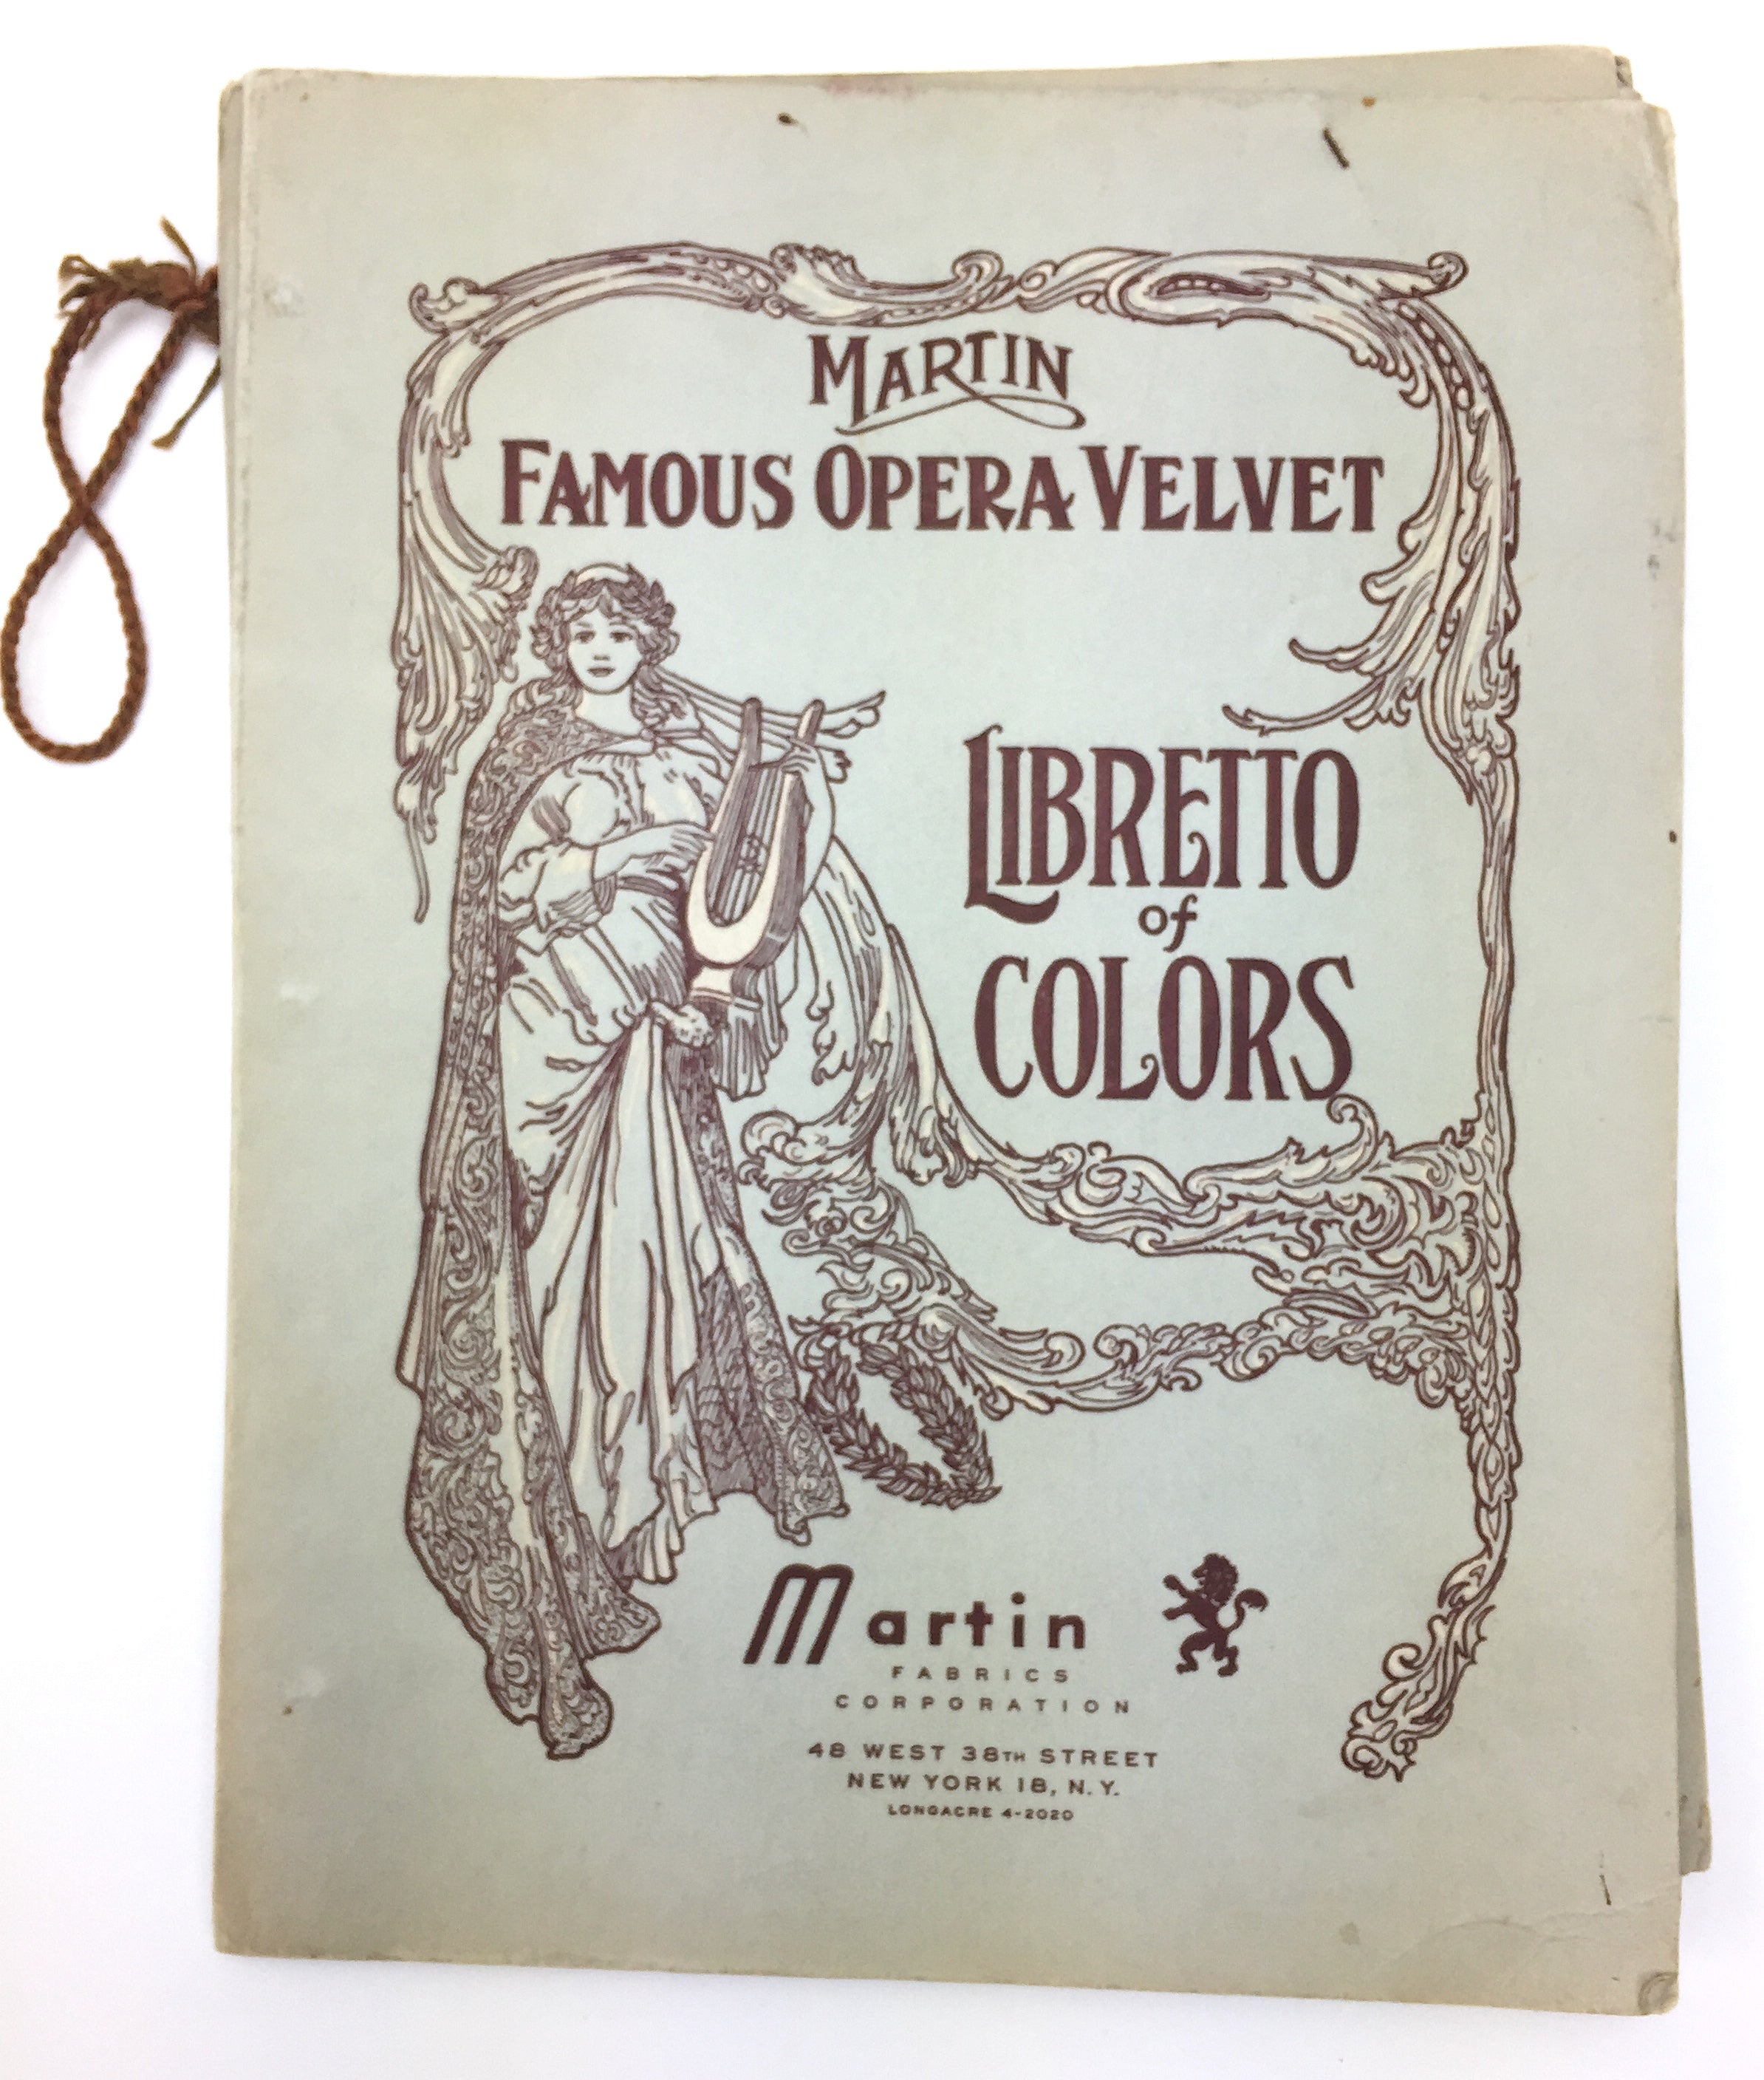 MARTIN
FAMOUS OPERA VELVET
LIBRETTO
of
COLORS
Martin
FABRICS
CORPORATION
48 WEST 38TH STREET
NEW YORK 18, N. Y.
LONGACRE 4-2020